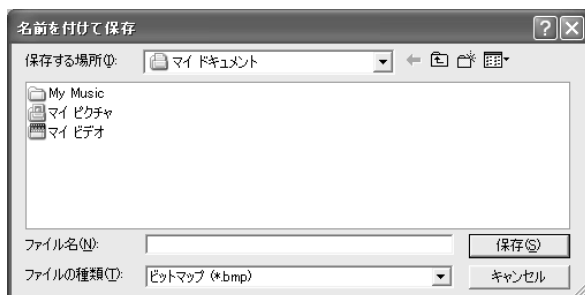 名前を付けて保存
保存する場所(I): マイ ドキュメント
My Music
マイ ピクチャ
マイ ビデオ
ファイル名(N): 保存(S)
ファイルの種類(T): ビットマップ (*.bmp) キャンセル